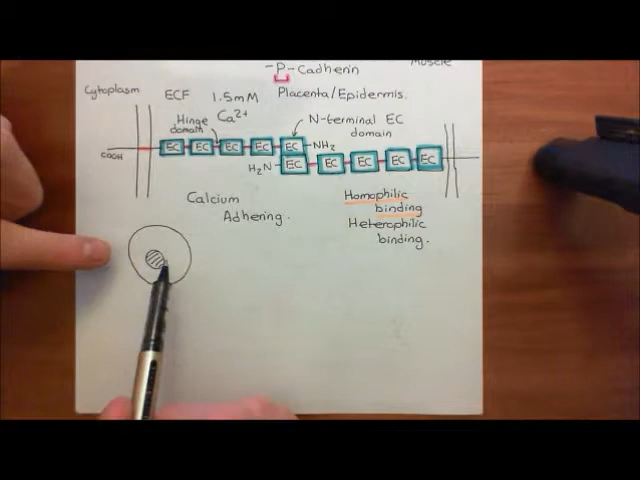 -P-Cadherin
Muscle
Cytoplasm ECF 1.5mM Placenta/Epidermis.
Ca2+
Hinge domain
N-terminal EC domain
COOH EC EC EC EC EC NH2
H2N EC EC EC EC EC
Calcium Adhering.
Homophilic binding
Heterophilic binding.